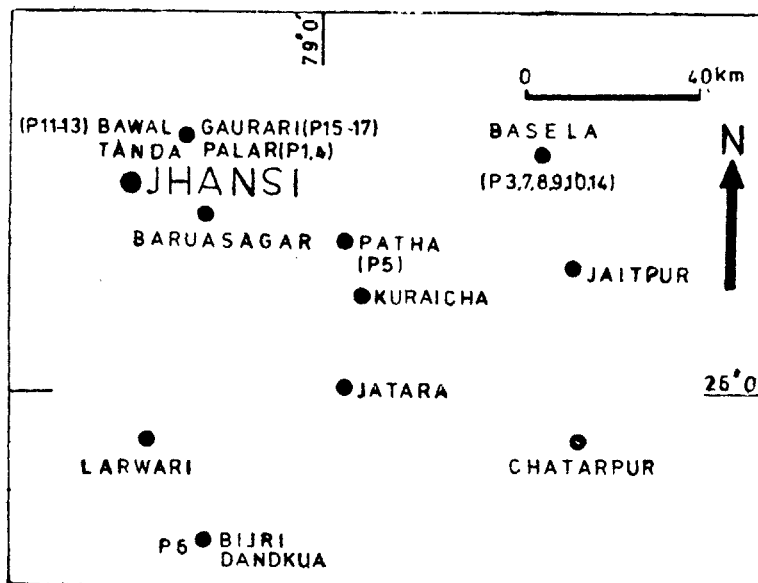 79°0'
0 40km
(P11-13) BAWAL GAURARI(P15-17) BASELA N
TANDA PALAR(P1,4)
JHANSI (P3,7,8,9,10,14)
BARUASAGAR PATHA
(P5) JAITPUR
KURAICHA
JATARA 25°0
LARWARI CHATARPUR
P6 BIJRI
DANDKUA